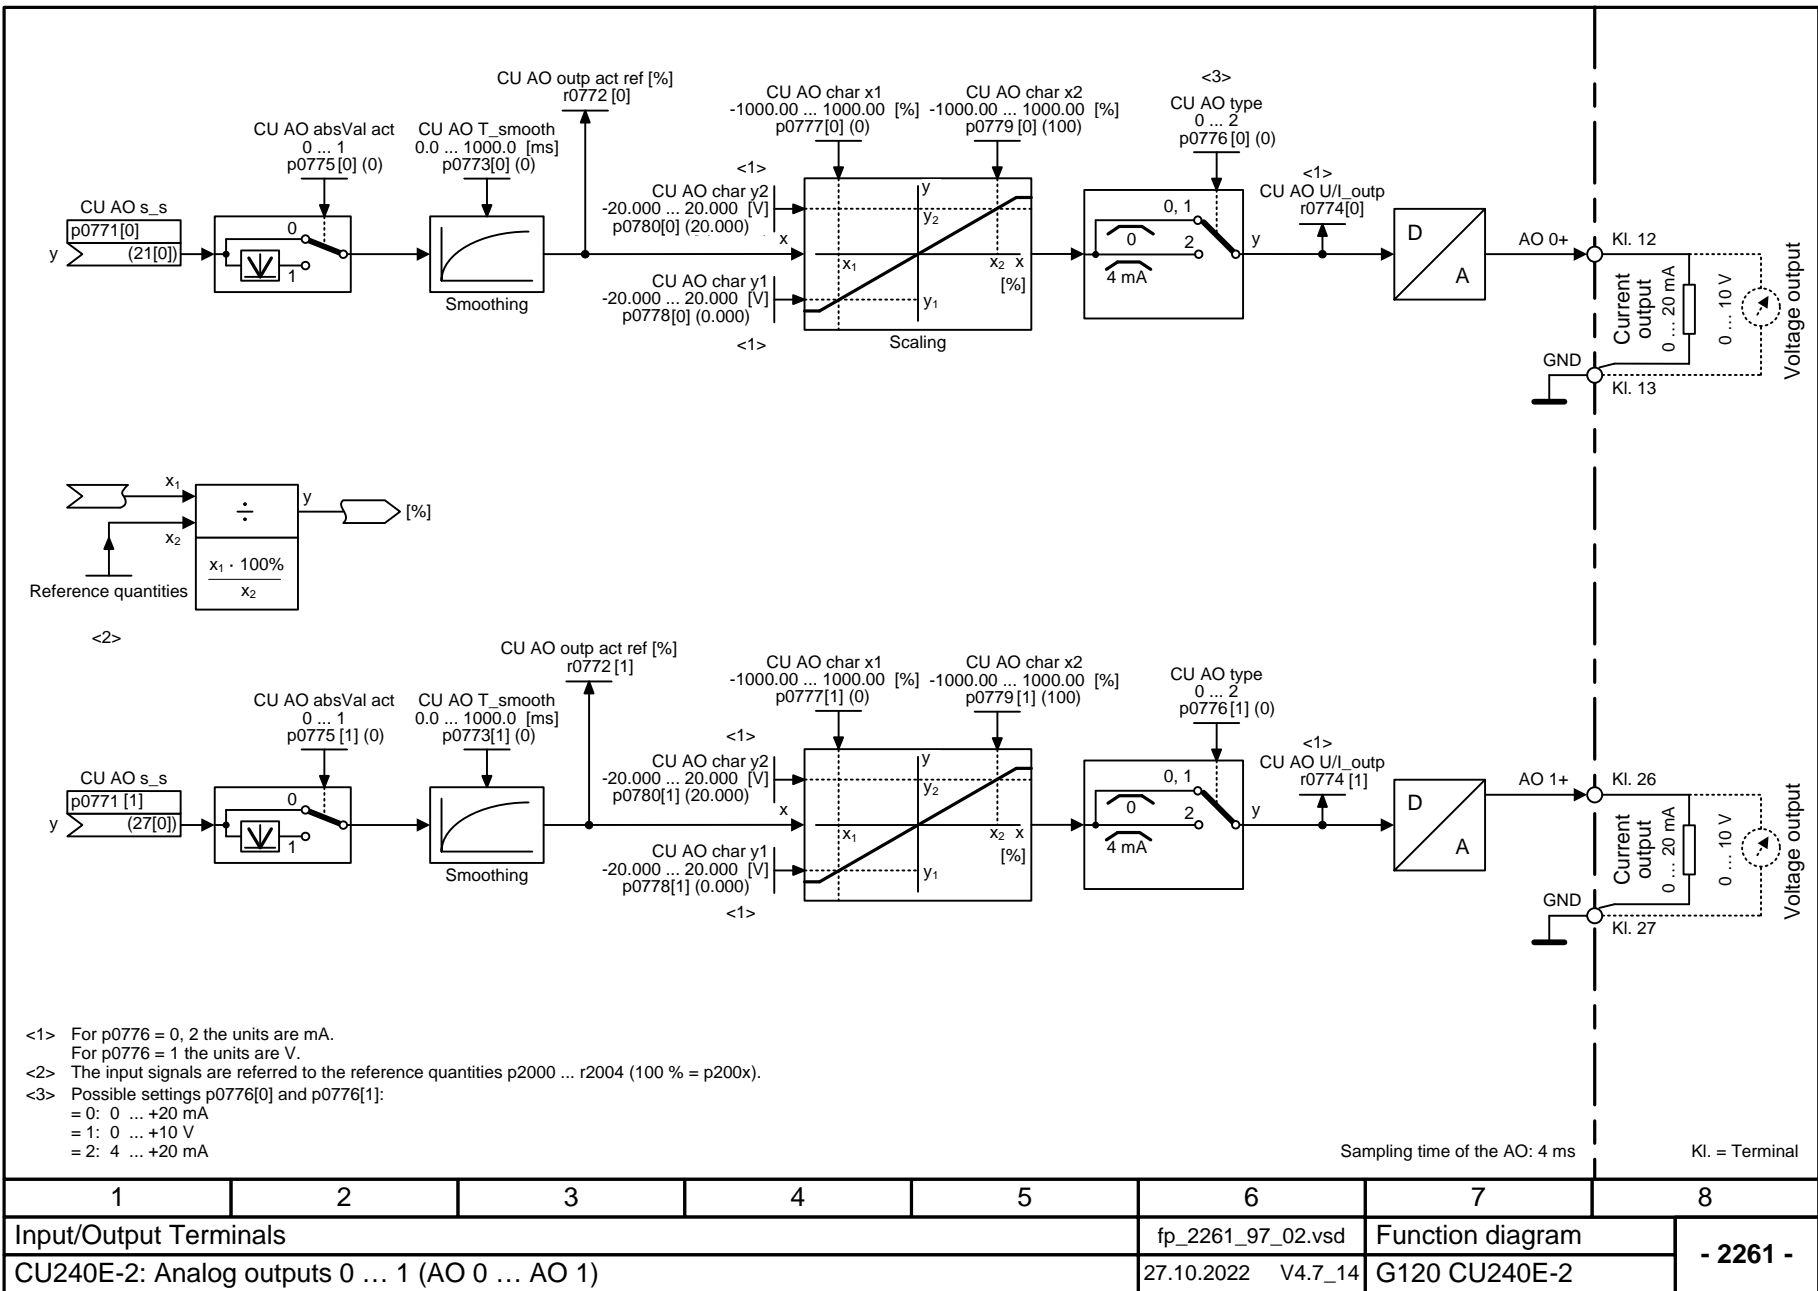 CU AO outp act ref [%]
r0772 [0]
CU AO char x1
-1000.00 ... 1000.00 [%]
p0777[0] (0)
CU AO char x2
-1000.00 ... 1000.00 [%]
p0779 [0] (100)
<3>
CU AO type
0 ... 2
p0776 [0] (0)
CU AO absVal act
0 ... 1
p0775[0] (0)
CU AO T_smooth
0.0 ... 1000.0 [ms]
p0773[0] (0)
<1>
CU AO char y2
-20.000 ... 20.000 [V]
p0780[0] (20.000)
<1>
CU AO U/I_outp
r0774[0]
CU AO s_s
p0771[0]
(21[0])
y
0
1
Smoothing
x
y
y₂
x₁
x₂ x
[%]
y₁
CU AO char y1
-20.000 ... 20.000 [V]
p0778[0] (0.000)
<1>
Scaling
0, 1
0
2
4 mA
y
D
A
AO 0+
Kl. 12
GND
Kl. 13
Current output
0 ... 20 mA
0 ... 10 V
Voltage output
x₁
x₂
÷
y
[%]
x₁ · 100%
x₂
Reference quantities
<2>
CU AO outp act ref [%]
r0772 [1]
CU AO char x1
-1000.00 ... 1000.00 [%]
p0777[1] (0)
CU AO char x2
-1000.00 ... 1000.00 [%]
p0779 [1] (100)
CU AO type
0 ... 2
p0776 [1] (0)
CU AO absVal act
0 ... 1
p0775 [1] (0)
CU AO T_smooth
0.0 ... 1000.0 [ms]
p0773[1] (0)
<1>
CU AO char y2
-20.000 ... 20.000 [V]
p0780[1] (20.000)
<1>
CU AO U/I_outp
r0774 [1]
CU AO s_s
p0771 [1]
(27[0])
y
0
1
Smoothing
x
y
y₂
x₁
x₂ x
[%]
y₁
CU AO char y1
-20.000 ... 20.000 [V]
p0778[1] (0.000)
<1>
0, 1
0
2
4 mA
y
D
A
AO 1+
Kl. 26
GND
Kl. 27
Current output
0 ... 20 mA
0 ... 10 V
Voltage output
<1> For p0776 = 0, 2 the units are mA.
For p0776 = 1 the units are V.
<2> The input signals are referred to the reference quantities p2000 ... r2004 (100 % = p200x).
<3> Possible settings p0776[0] and p0776[1]:
= 0: 0 ... +20 mA
= 1: 0 ... +10 V
= 2: 4 ... +20 mA
Sampling time of the AO: 4 ms
Kl. = Terminal
1 2 3 4 5 6 7 8
Input/Output Terminals
fp_2261_97_02.vsd
Function diagram
- 2261 -
CU240E-2: Analog outputs 0 … 1 (AO 0 … AO 1)
27.10.2022 V4.7_14
G120 CU240E-2